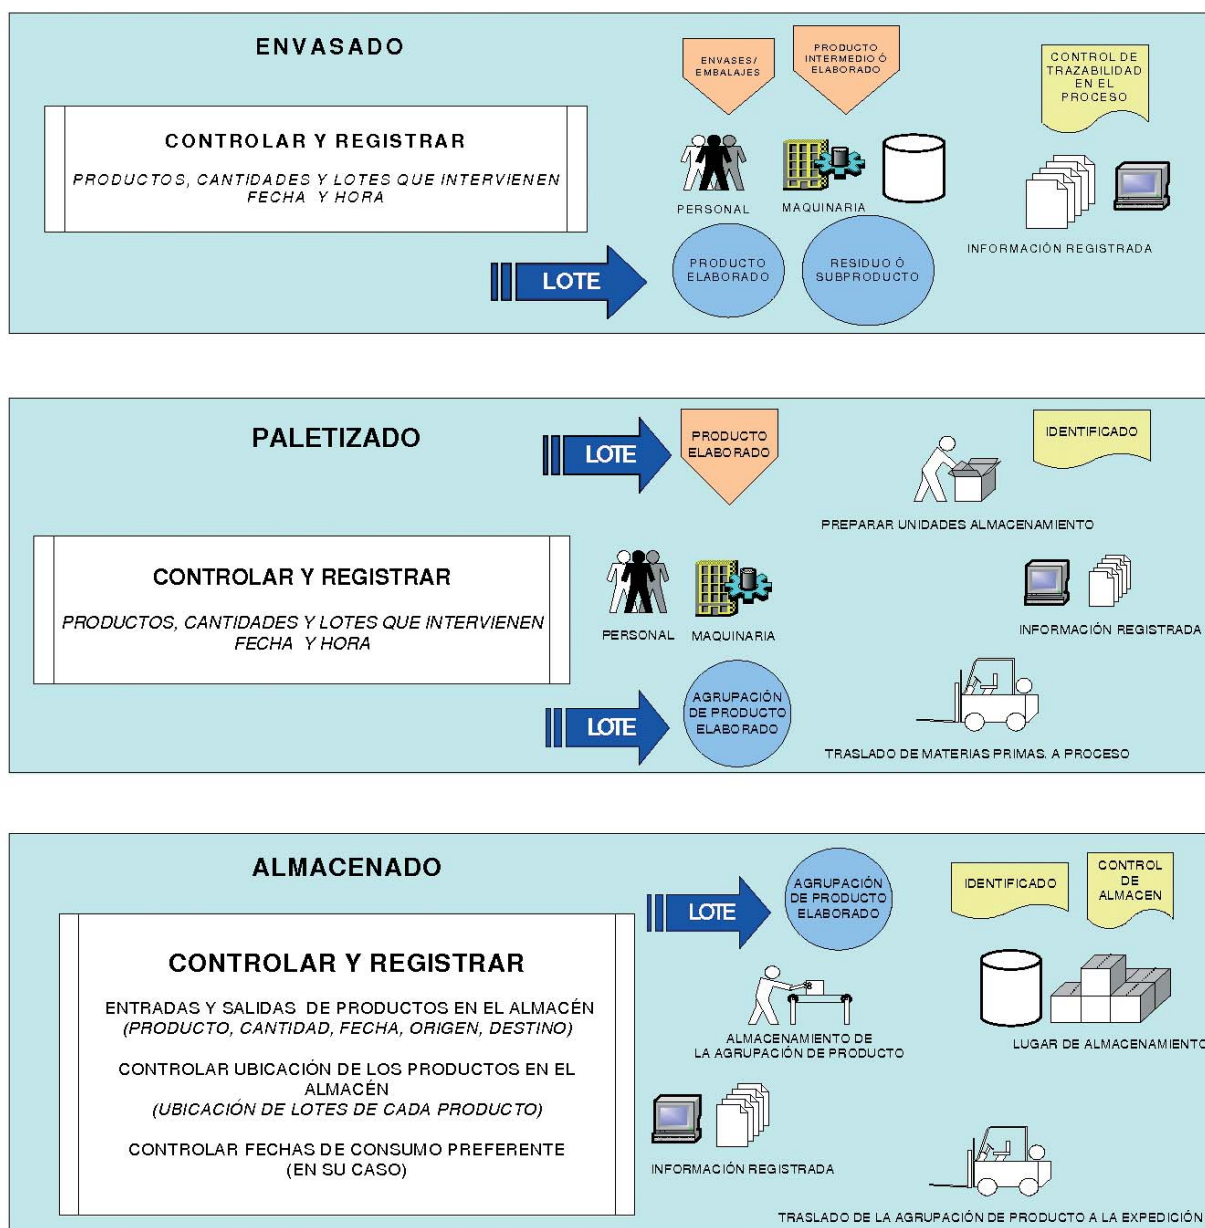 ENVASADO
ENVASES/
EMBALAJES
PRODUCTO
INTERMEDIO Ó
ELABORADO
CONTROL DE
TRAZABILIDAD
EN EL
PROCESO
CONTROLAR Y REGISTRAR
PRODUCTOS, CANTIDADES Y LOTES QUE INTERVIENEN
FECHA Y HORA
PERSONAL
MAQUINARIA
INFORMACIÓN REGISTRADA
LOTE
PRODUCTO
ELABORADO
RESIDUO Ó
SUBPRODUCTO
PALETIZADO
LOTE
PRODUCTO
ELABORADO
IDENTIFICADO
PREPARAR UNIDADES ALMACENAMIENTO
CONTROLAR Y REGISTRAR
PRODUCTOS, CANTIDADES Y LOTES QUE INTERVIENEN
FECHA Y HORA
PERSONAL
MAQUINARIA
INFORMACIÓN REGISTRADA
LOTE
AGRUPACIÓN
DE PRODUCTO
ELABORADO
TRASLADO DE MATERIAS PRIMAS. A PROCESO
ALMACENADO
LOTE
AGRUPACIÓN
DE PRODUCTO
ELABORADO
IDENTIFICADO
CONTROL
DE
ALMACEN
CONTROLAR Y REGISTRAR
ENTRADAS Y SALIDAS DE PRODUCTOS EN EL ALMACÉN
(PRODUCTO, CANTIDAD, FECHA, ORIGEN, DESTINO)
CONTROLAR UBICACIÓN DE LOS PRODUCTOS EN EL
ALMACÉN
(UBICACIÓN DE LOTES DE CADA PRODUCTO)
CONTROLAR FECHAS DE CONSUMO PREFERENTE
(EN SU CASO)
ALMACENAMIENTO DE
LA AGRUPACIÓN DE PRODUCTO
LUGAR DE ALMACENAMIENTO
INFORMACIÓN REGISTRADA
TRASLADO DE LA AGRUPACIÓN DE PRODUCTO A LA EXPEDICIÓN